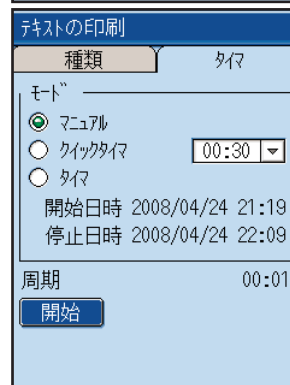 ﾃｷｽﾄの印刷
種類 ﾀｲﾏ
ﾓｰﾄﾞ
ﾏﾆｭｱﾙ
ｸｲｯｸﾀｲﾏ 00:30
ﾀｲﾏ
開始日時 2008/04/24 21:19
停止日時 2008/04/24 22:09
周期 00:01
開始